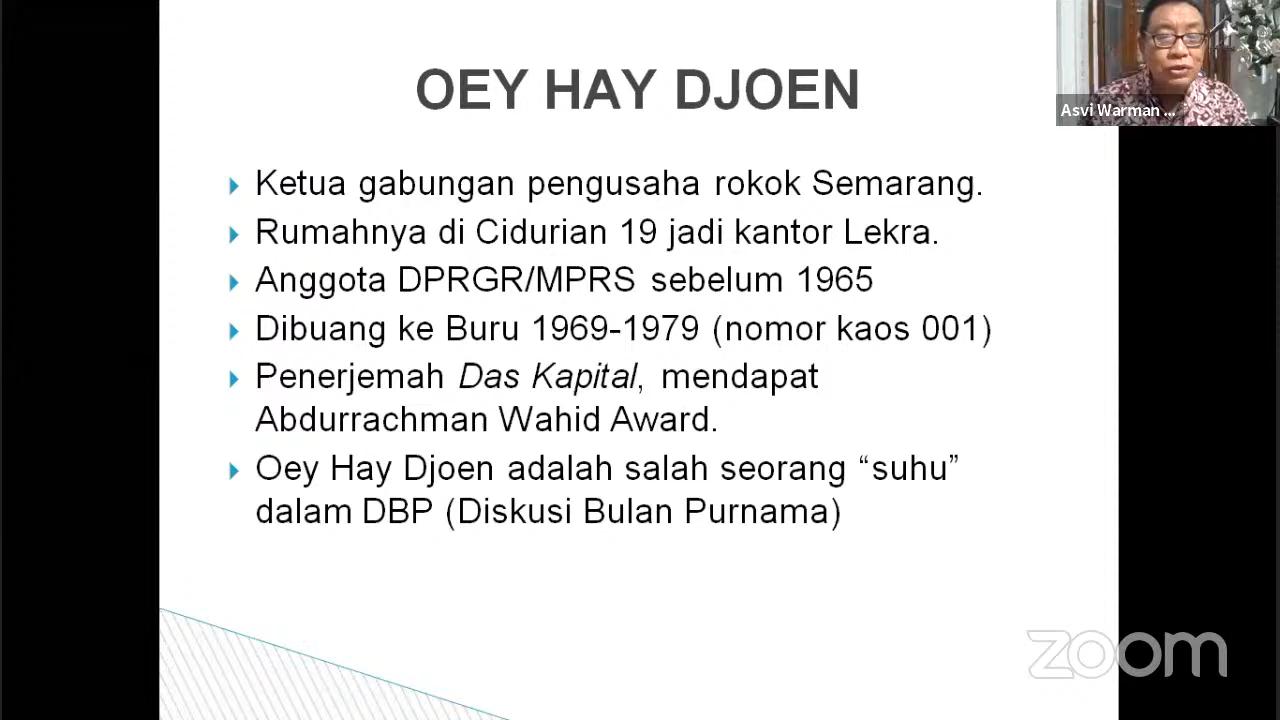 OEY HAY DJOEN
Asvi Warman ...
Ketua gabungan pengusaha rokok Semarang.
Rumahnya di Cidurian 19 jadi kantor Lekra.
Anggota DPRGR/MPRS sebelum 1965
Dibuang ke Buru 1969-1979 (nomor kaos 001)
Penerjemah Das Kapital, mendapat
Abdurrachman Wahid Award.
Oey Hay Djoen adalah salah seorang “suhu”
dalam DBP (Diskusi Bulan Purnama)
zoom